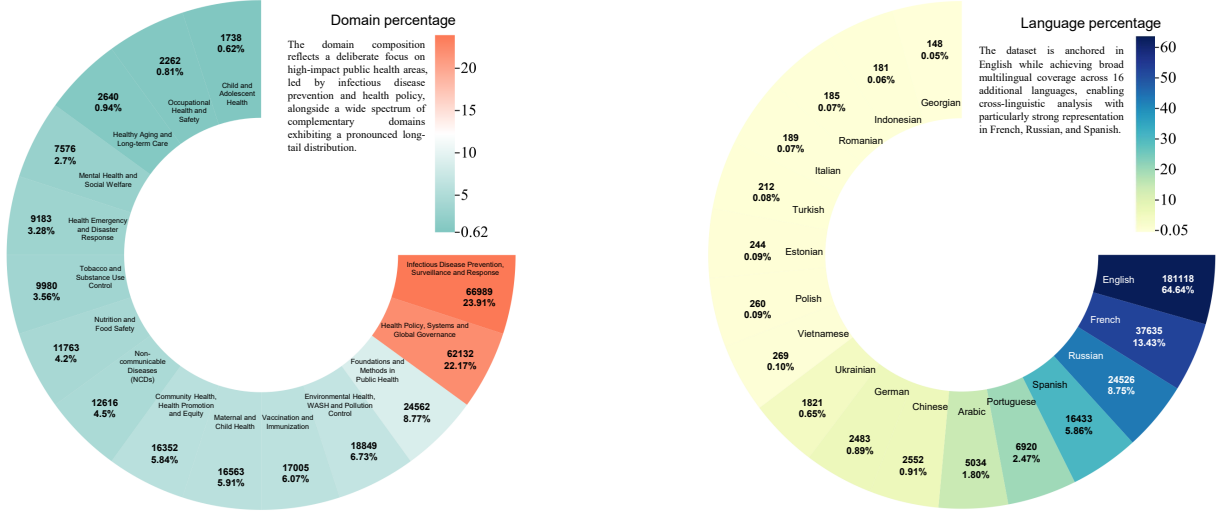 Domain percentage
The domain composition
reflects a deliberate focus on
high-impact public health areas,
led by infectious disease
prevention and health policy,
alongside a wide spectrum of
complementary domains
exhibiting a pronounced long-
tail distribution.
20
15
10
5
0.62
1738
0.62%
Child and
Adolescent
Health
2262
0.81%
Occupational
Health and
Safety
2640
0.94%
Healthy Aging and
Long-term Care
7576
2.7%
Mental Health and
Social Welfare
9183
3.28%
Health Emergency
and Disaster
Response
9980
3.56%
Tobacco and
Substance Use
Control
11763
4.2%
Nutrition and
Food Safety
12616
4.5%
Non-
communicable
Diseases
(NCDs)
16352
5.84%
Community Health,
Health Promotion
and Equity
16563
5.91%
Maternal and
Child Health
17005
6.07%
Vaccination and
Immunization
18849
6.73%
Environmental Health,
WASH and Pollution
Control
24562
8.77%
Foundations and
Methods in
Public Health
62132
22.17%
Health Policy, Systems and
Global Governance
66989
23.91%
Infectious Disease Prevention,
Surveillance and Response
Language percentage
The dataset is anchored in
English while achieving broad
multilingual coverage across 16
additional languages, enabling
cross-linguistic analysis with
particularly strong representation
in French, Russian, and Spanish.
60
50
40
30
20
10
0.05
148
0.05%
Georgian
181
0.06%
Indonesian
185
0.07%
Romanian
189
0.07%
Italian
212
0.08%
Turkish
244
0.09%
Estonian
260
0.09%
Polish
269
0.10%
Vietnamese
1821
0.65%
Ukrainian
2483
0.89%
German
2552
0.91%
Chinese
5034
1.80%
Arabic
6920
2.47%
Portuguese
16433
5.86%
Spanish
24526
8.75%
Russian
37635
13.43%
French
181118
64.64%
English